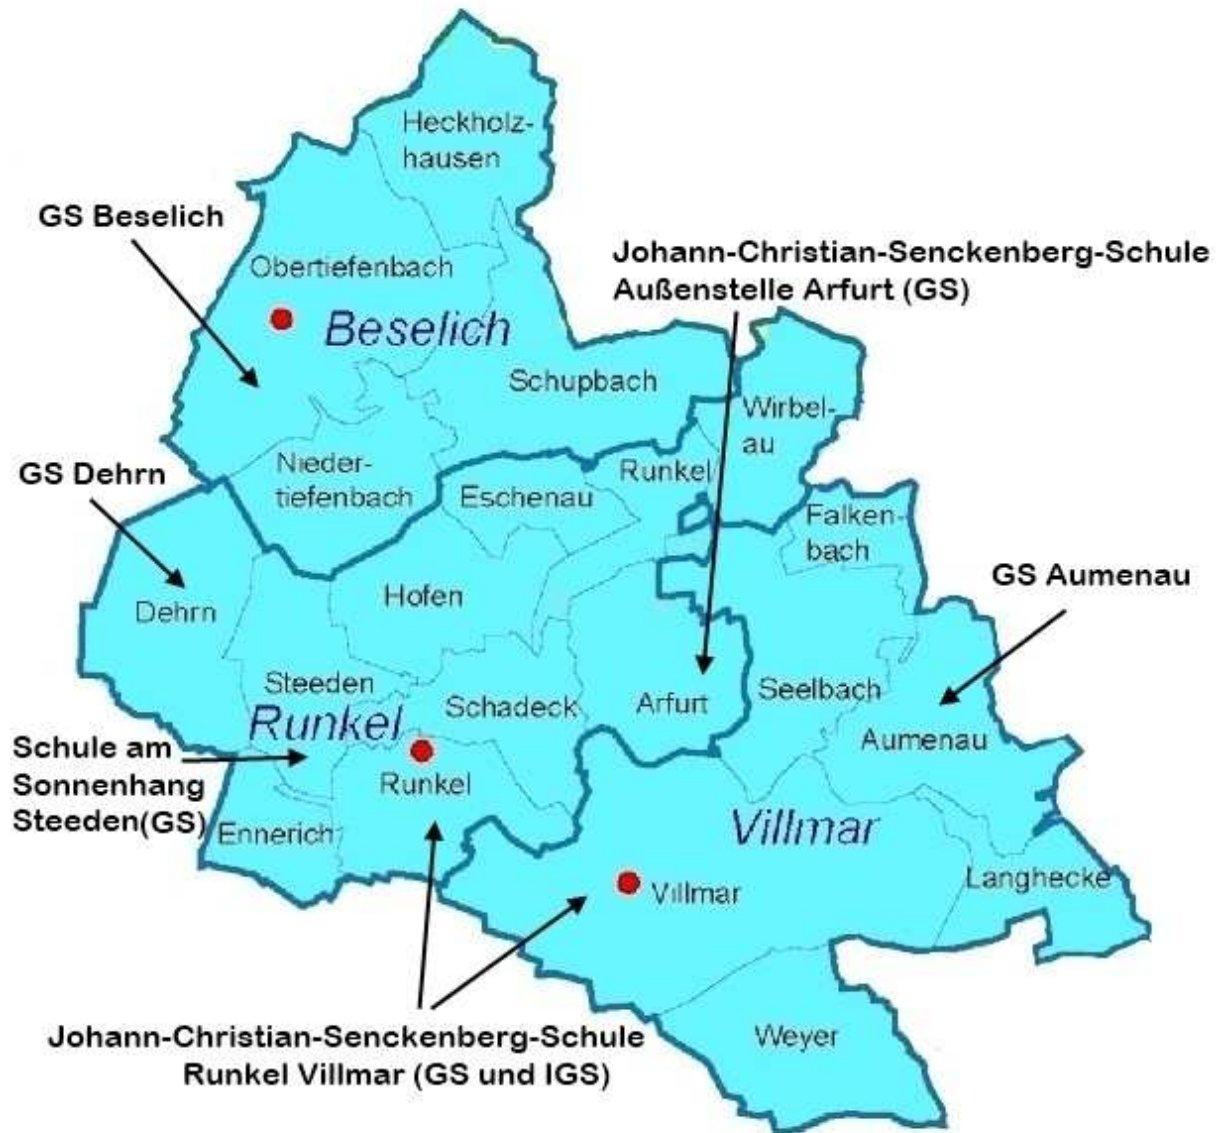 Heckholz-
hausen
GS Beselich
Johann-Christian-Senckenberg-Schule
Außenstelle Arfurt (GS)
Obertiefenbach
Beselich
Schupbach
Wirbel-
au
GS Dehrn
Nieder-
tiefenbach
Eschenau
Runkel
Falken-
bach
GS Aumenau
Hofen
Dehrn
Steeden
Schadeck
Arfurt
Seelbach
Runkel
Aumenau
Schule am
Sonnenhang
Steeden(GS)
Runkel
Ennerich
Villmar
Langhecke
Villmar
Johann-Christian-Senckenberg-Schule
Runkel Villmar (GS und IGS)
Weyer